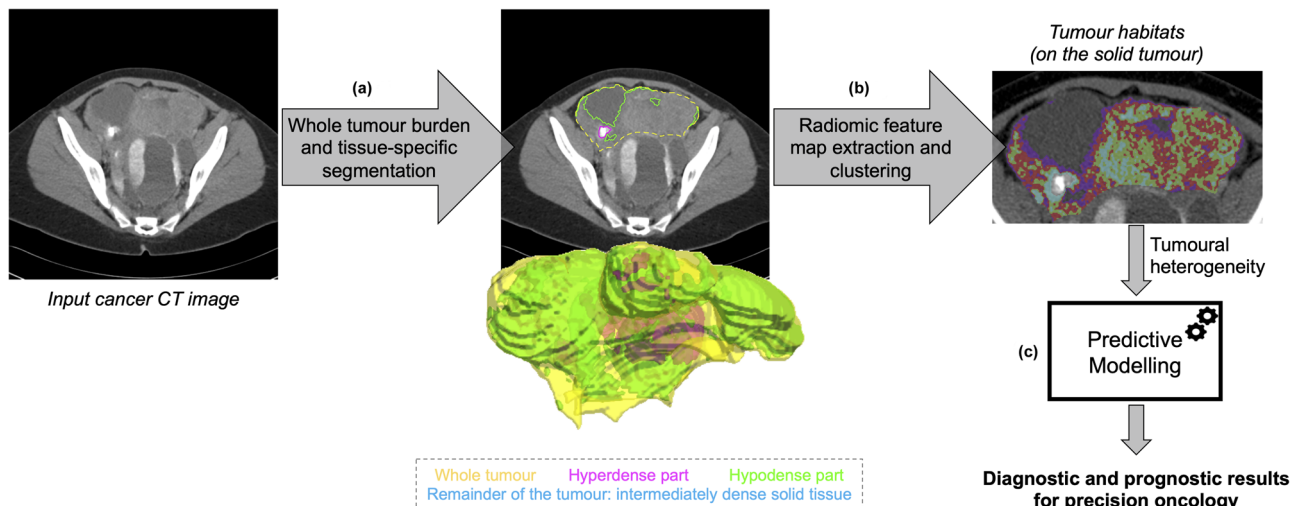 Tumour habitats
(on the solid tumour)
(a)
(b)
Whole tumour burden
and tissue-specific
segmentation
Radiomic feature
map extraction and
clustering
Input cancer CT image
Tumoural
heterogeneity
(c)
Predictive
Modelling
Whole tumour Hyperdense part Hypodense part
Remainder of the tumour: intermediately dense solid tissue
Diagnostic and prognostic results
for precision oncology